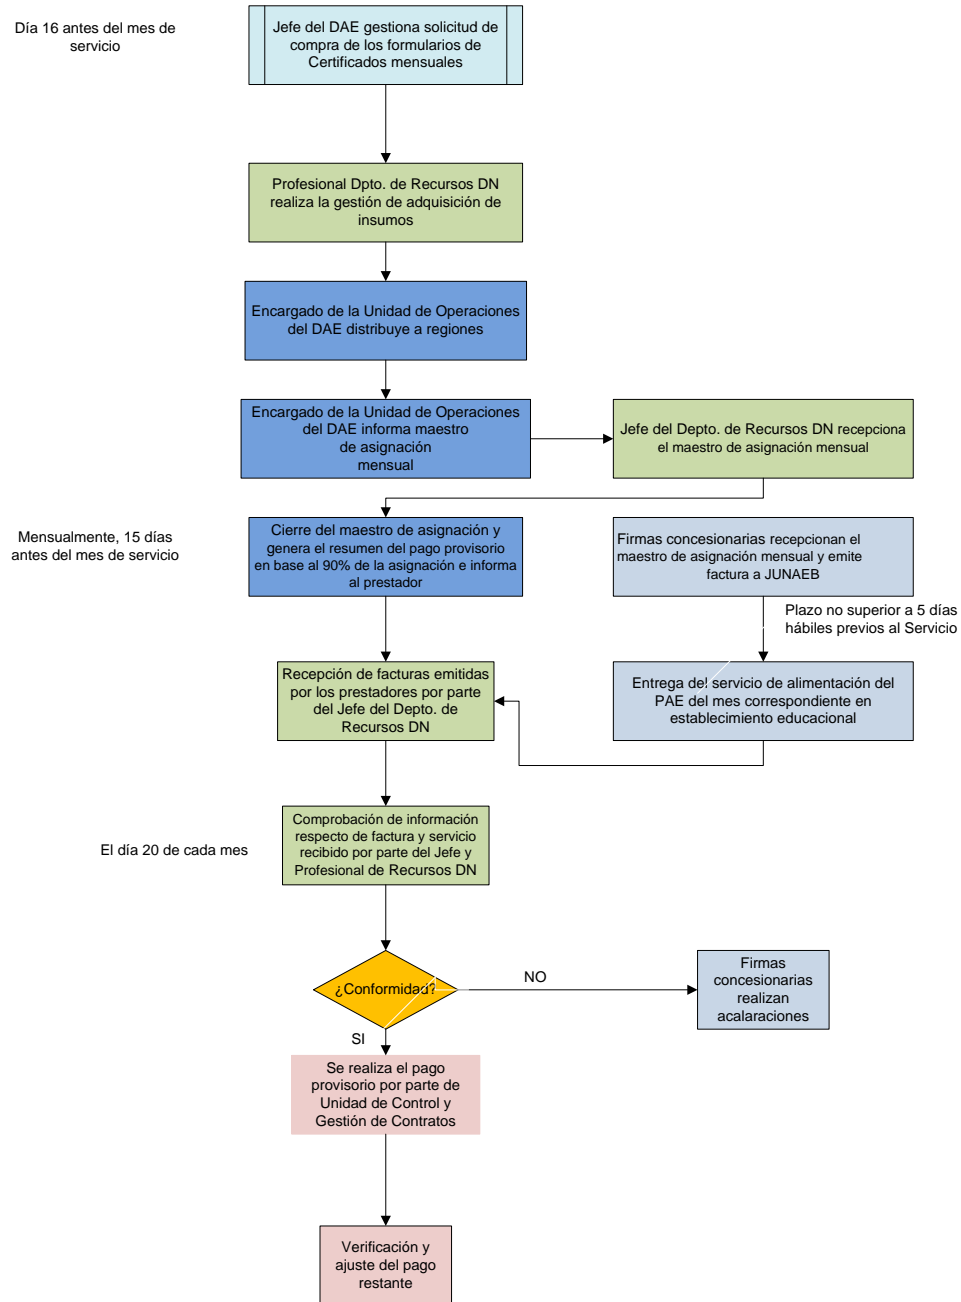 Día 16 antes del mes de
servicio
Jefe del DAE gestiona solicitud de
compra de los formularios de
Certificados mensuales
Profesional Dpto. de Recursos DN
realiza la gestión de adquisición de
insumos
Encargado de la Unidad de Operaciones
del DAE distribuye a regiones
Encargado de la Unidad de Operaciones
del DAE informa maestro
de asignación
mensual
Jefe del Depto. de Recursos DN recepciona
el maestro de asignación mensual
Mensualmente, 15 días
antes del mes de servicio
Cierre del maestro de asignación y
genera el resumen del pago provisorio
en base al 90% de la asignación e informa
al prestador
Firmas concesionarias recepcionan el
maestro de asignación mensual y emite
factura a JUNAEB
Plazo no superior a 5 días
hábiles previos al Servicio
Recepción de facturas emitidas
por los prestadores por parte
del Jefe del Depto. de
Recursos DN
Entrega del servicio de alimentación del
PAE del mes correspondiente en
establecimiento educacional
El día 20 de cada mes
Comprobación de información
respecto de factura y servicio
recibido por parte del Jefe y
Profesional de Recursos DN
¿Conformidad?
NO
Firmas
concesionarias
realizan
acalaraciones
SI
Se realiza el pago
provisorio por parte de
Unidad de Control y
Gestión de Contratos
Verificación y
ajuste del pago
restante